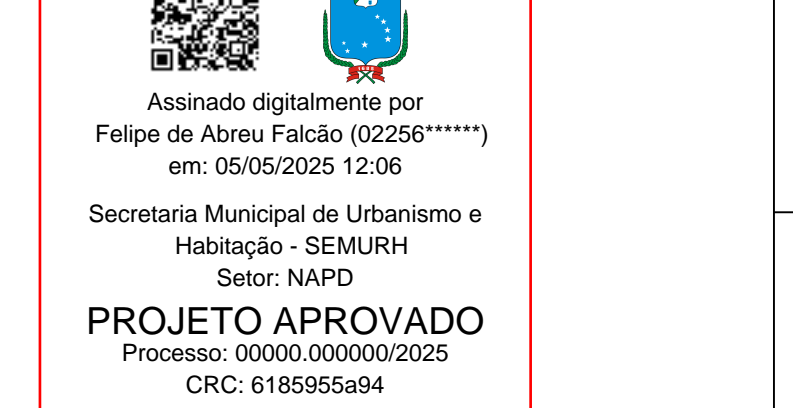 Assinado digitalmente por
Felipe de Abreu Falcão (02256******)
em: 05/05/2025 12:06
Secretaria Municipal de Urbanismo e
Habitação - SEMURH
Setor: NAPD
PROJETO APROVADO
Processo: 00000.000000/2025
CRC: 6185955a94